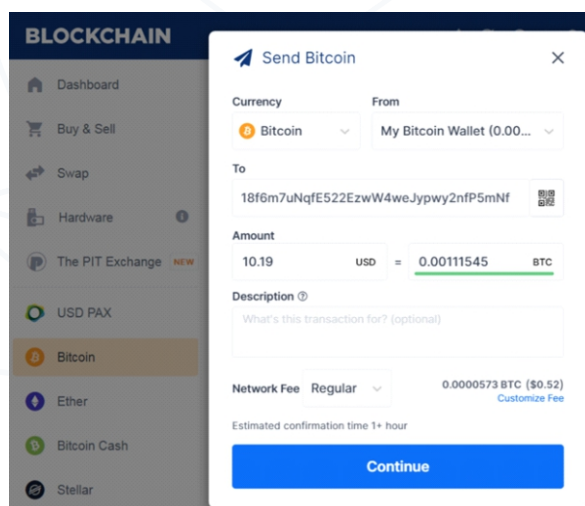 BLOCKCHAIN
Dashboard
Buy & Sell
Swap
Hardware
The PIT Exchange NEW
USD PAX
Bitcoin
Ether
Bitcoin Cash
Stellar
Send Bitcoin
Currency From
Bitcoin My Bitcoin Wallet (0.00...
To
18f6m7uNqfE522EzwW4weJypwy2nfP5mNf
Amount
10.19 USD = 0.00111545 BTC
Description
What's this transaction for? (optional)
Network Fee Regular 0.0000573 BTC ($0.52)
Customize Fee
Estimated confirmation time 1+ hour
Continue